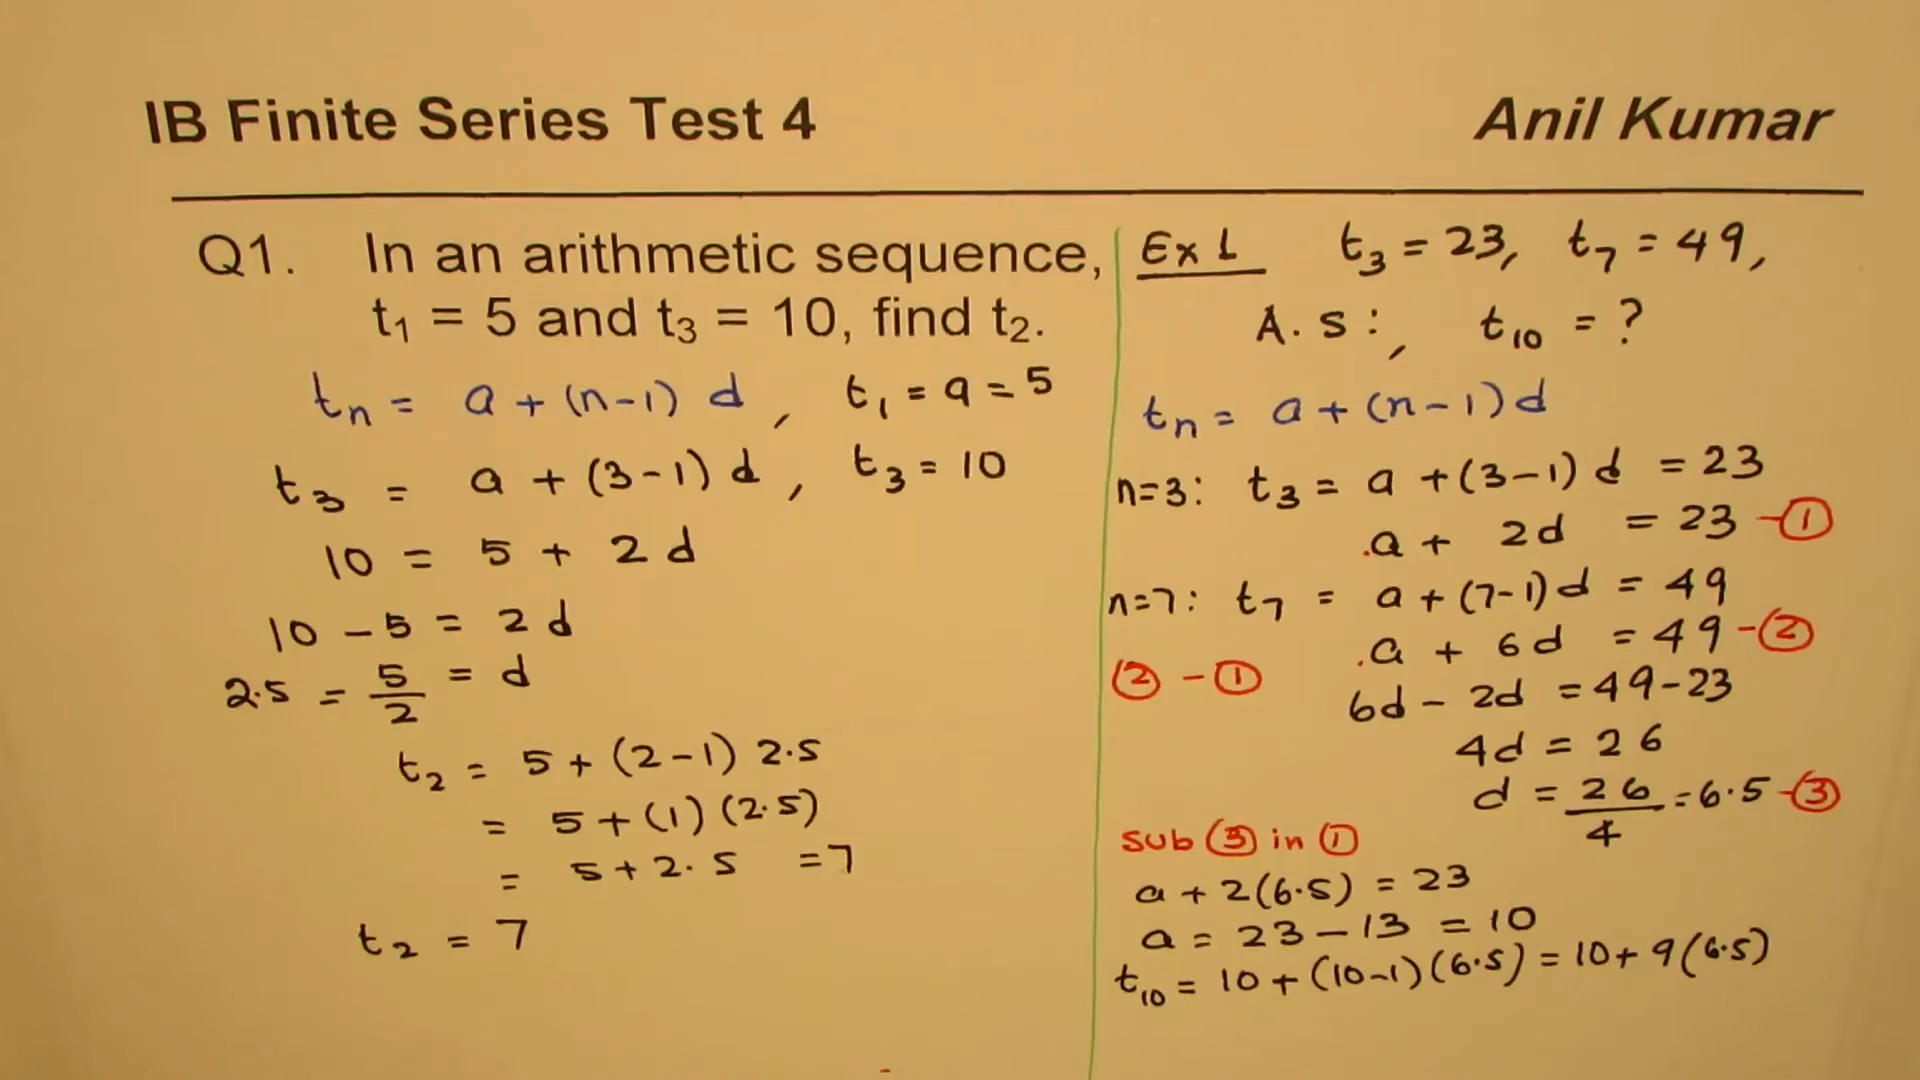 IB Finite Series Test 4
Anil Kumar
Q1. In an arithmetic sequence,
t₁ = 5 and t₃ = 10, find t₂.
tₙ = a + (n-1) d , t₁ = a = 5
t₃ = a + (3-1) d , t₃ = 10
10 = 5 + 2d
10 - 5 = 2d
2.5 = 5/2 = d
t₂ = 5 + (2-1) 2.5
= 5 + (1) (2.5)
= 5 + 2.5 = 7
t₂ = 7
Ex 1 t₃ = 23, t₇ = 49,
A.S:, t₁₀ = ?
tₙ = a + (n-1)d
n=3: t₃ = a + (3-1) d = 23
a + 2d = 23 -①
n=7: t₇ = a + (7-1)d = 49
a + 6d = 49 -②
② - ① 6d - 2d = 49-23
4d = 26
d = 26/4 = 6.5 -③
sub ③ in ①
a + 2(6.5) = 23
a = 23 - 13 = 10
t₁₀ = 10 + (10-1)(6.5) = 10 + 9(6.5)